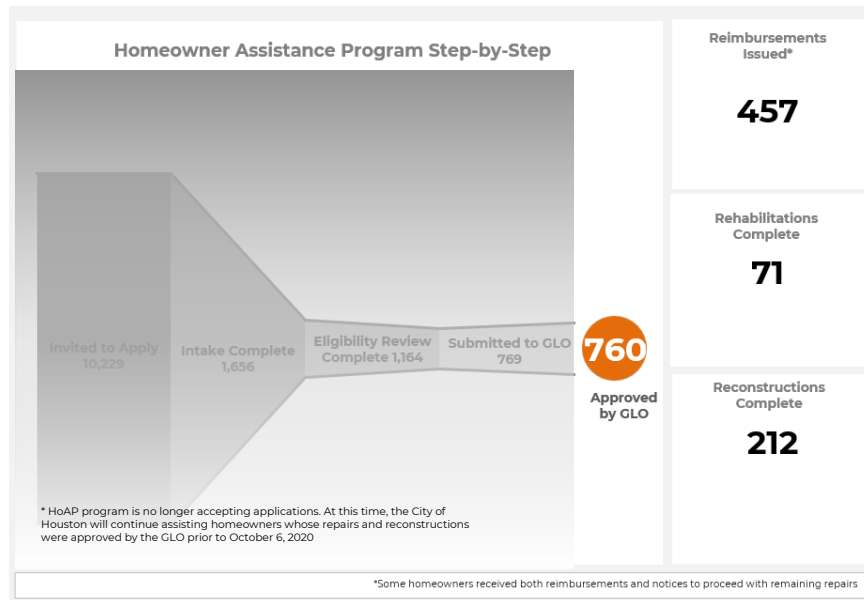 Homeowner Assistance Program Step-by-Step
Invited to Apply
10,229
Intake Complete
1,656
Eligibility Review
Complete 1,164
Submitted to GLO
769
760
Approved
by GLO
* HoAP program is no longer accepting applications. At this time, the City of
Houston will continue assisting homeowners whose repairs and reconstructions
were approved by the GLO prior to October 6, 2020
Reimbursements
Issued*
457
Rehabilitations
Complete
71
Reconstructions
Complete
212
*Some homeowners received both reimbursements and notices to proceed with remaining repairs